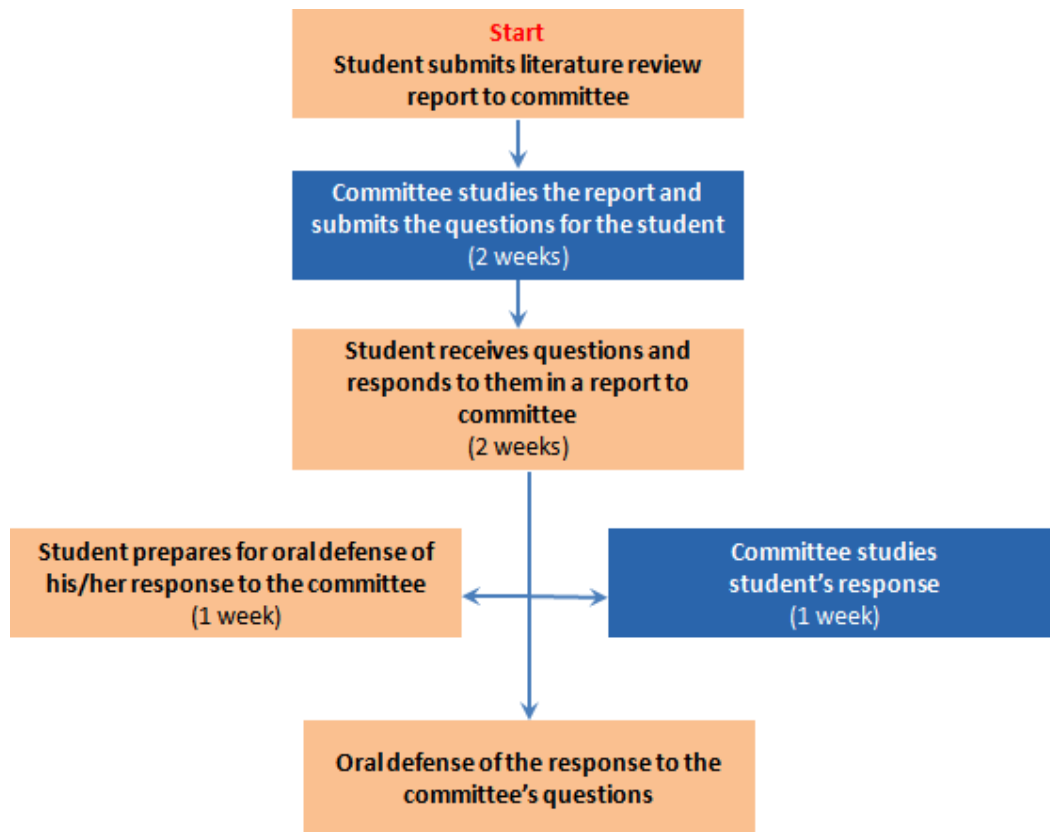 Start
Student submits literature review
report to committee
Committee studies the report and
submits the questions for the student
(2 weeks)
Student receives questions and
responds to them in a report to
committee
(2 weeks)
Student prepares for oral defense of
his/her response to the committee
(1 week)
Committee studies
student's response
(1 week)
Oral defense of the response to the
committee's questions